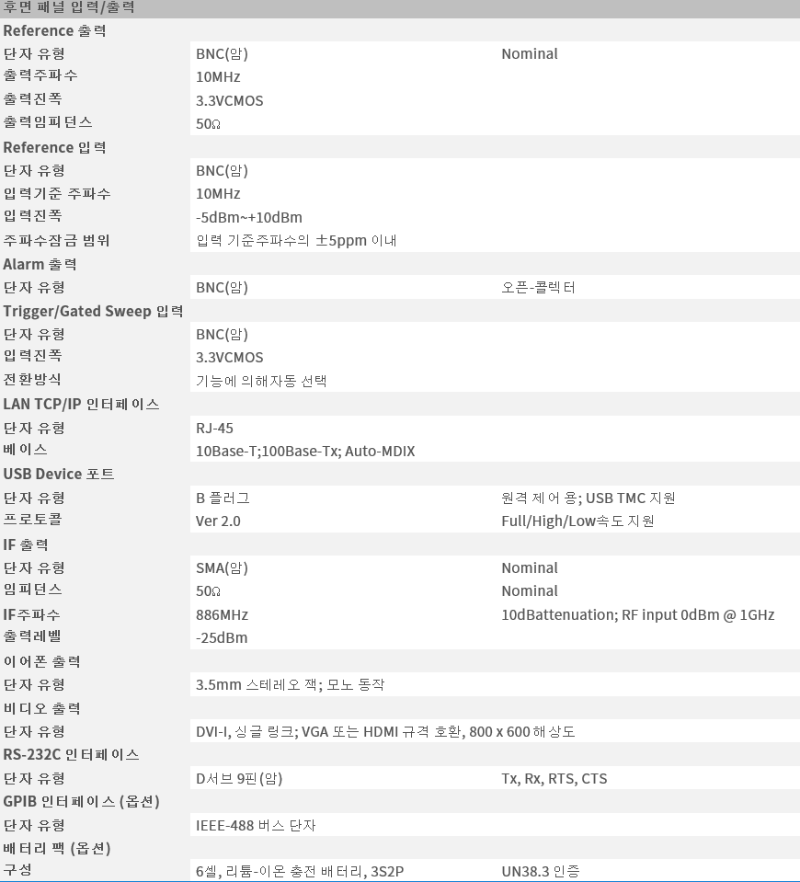 후면 패널 입력/출력
Reference 출력
단자 유형 BNC(암) Nominal
출력주파수 10MHz
출력진폭 3.3VCMOS
출력임피던스 50Ω
Reference 입력
단자 유형 BNC(암)
입력기준 주파수 10MHz
입력진폭 -5dBm~+10dBm
주파수잠금 범위 입력 기준주파수의 ±5ppm 이내
Alarm 출력
단자 유형 BNC(암) 오픈-콜렉터
Trigger/Gated Sweep 입력
단자 유형 BNC(암)
입력진폭 3.3VCMOS
전환방식 기능에 의해자동 선택
LAN TCP/IP 인터페이스
단자 유형 RJ-45
베이스 10Base-T;100Base-Tx; Auto-MDIX
USB Device 포트
단자 유형 B 플러그 원격 제어 용; USB TMC 지원
프로토콜 Ver 2.0 Full/High/Low속도 지원
IF 출력
단자 유형 SMA(암) Nominal
임피던스 50Ω Nominal
IF주파수 886MHz 10dBattenuation; RF input 0dBm @ 1GHz
출력레벨 -25dBm
이어폰 출력
단자 유형 3.5mm 스테레오 잭; 모노 동작
비디오 출력
단자 유형 DVI-I, 싱글 링크; VGA 또는 HDMI 규격 호환, 800 x 600 해상도
RS-232C 인터페이스
단자 유형 D서브 9핀(암) Tx, Rx, RTS, CTS
GPIB 인터페이스 (옵션)
단자 유형 IEEE-488 버스 단자
배터리 팩 (옵션)
구성 6셀, 리튬-이온 충전 배터리, 3S2P UN38.3 인증